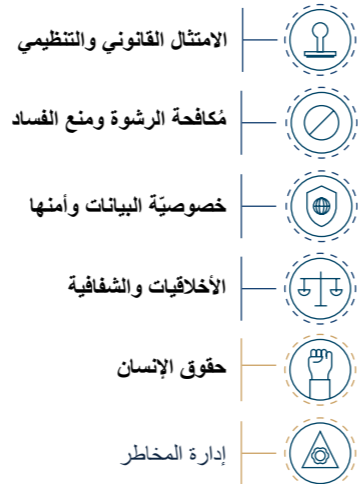 الامتثال القانوني والتنظيمي
مُكافحة الرشوة ومنع الفساد
خصوصيّة البيانات وأمنها
الأخلاقيات والشفافية
حقوق الإنسان
إدارة المخاطر